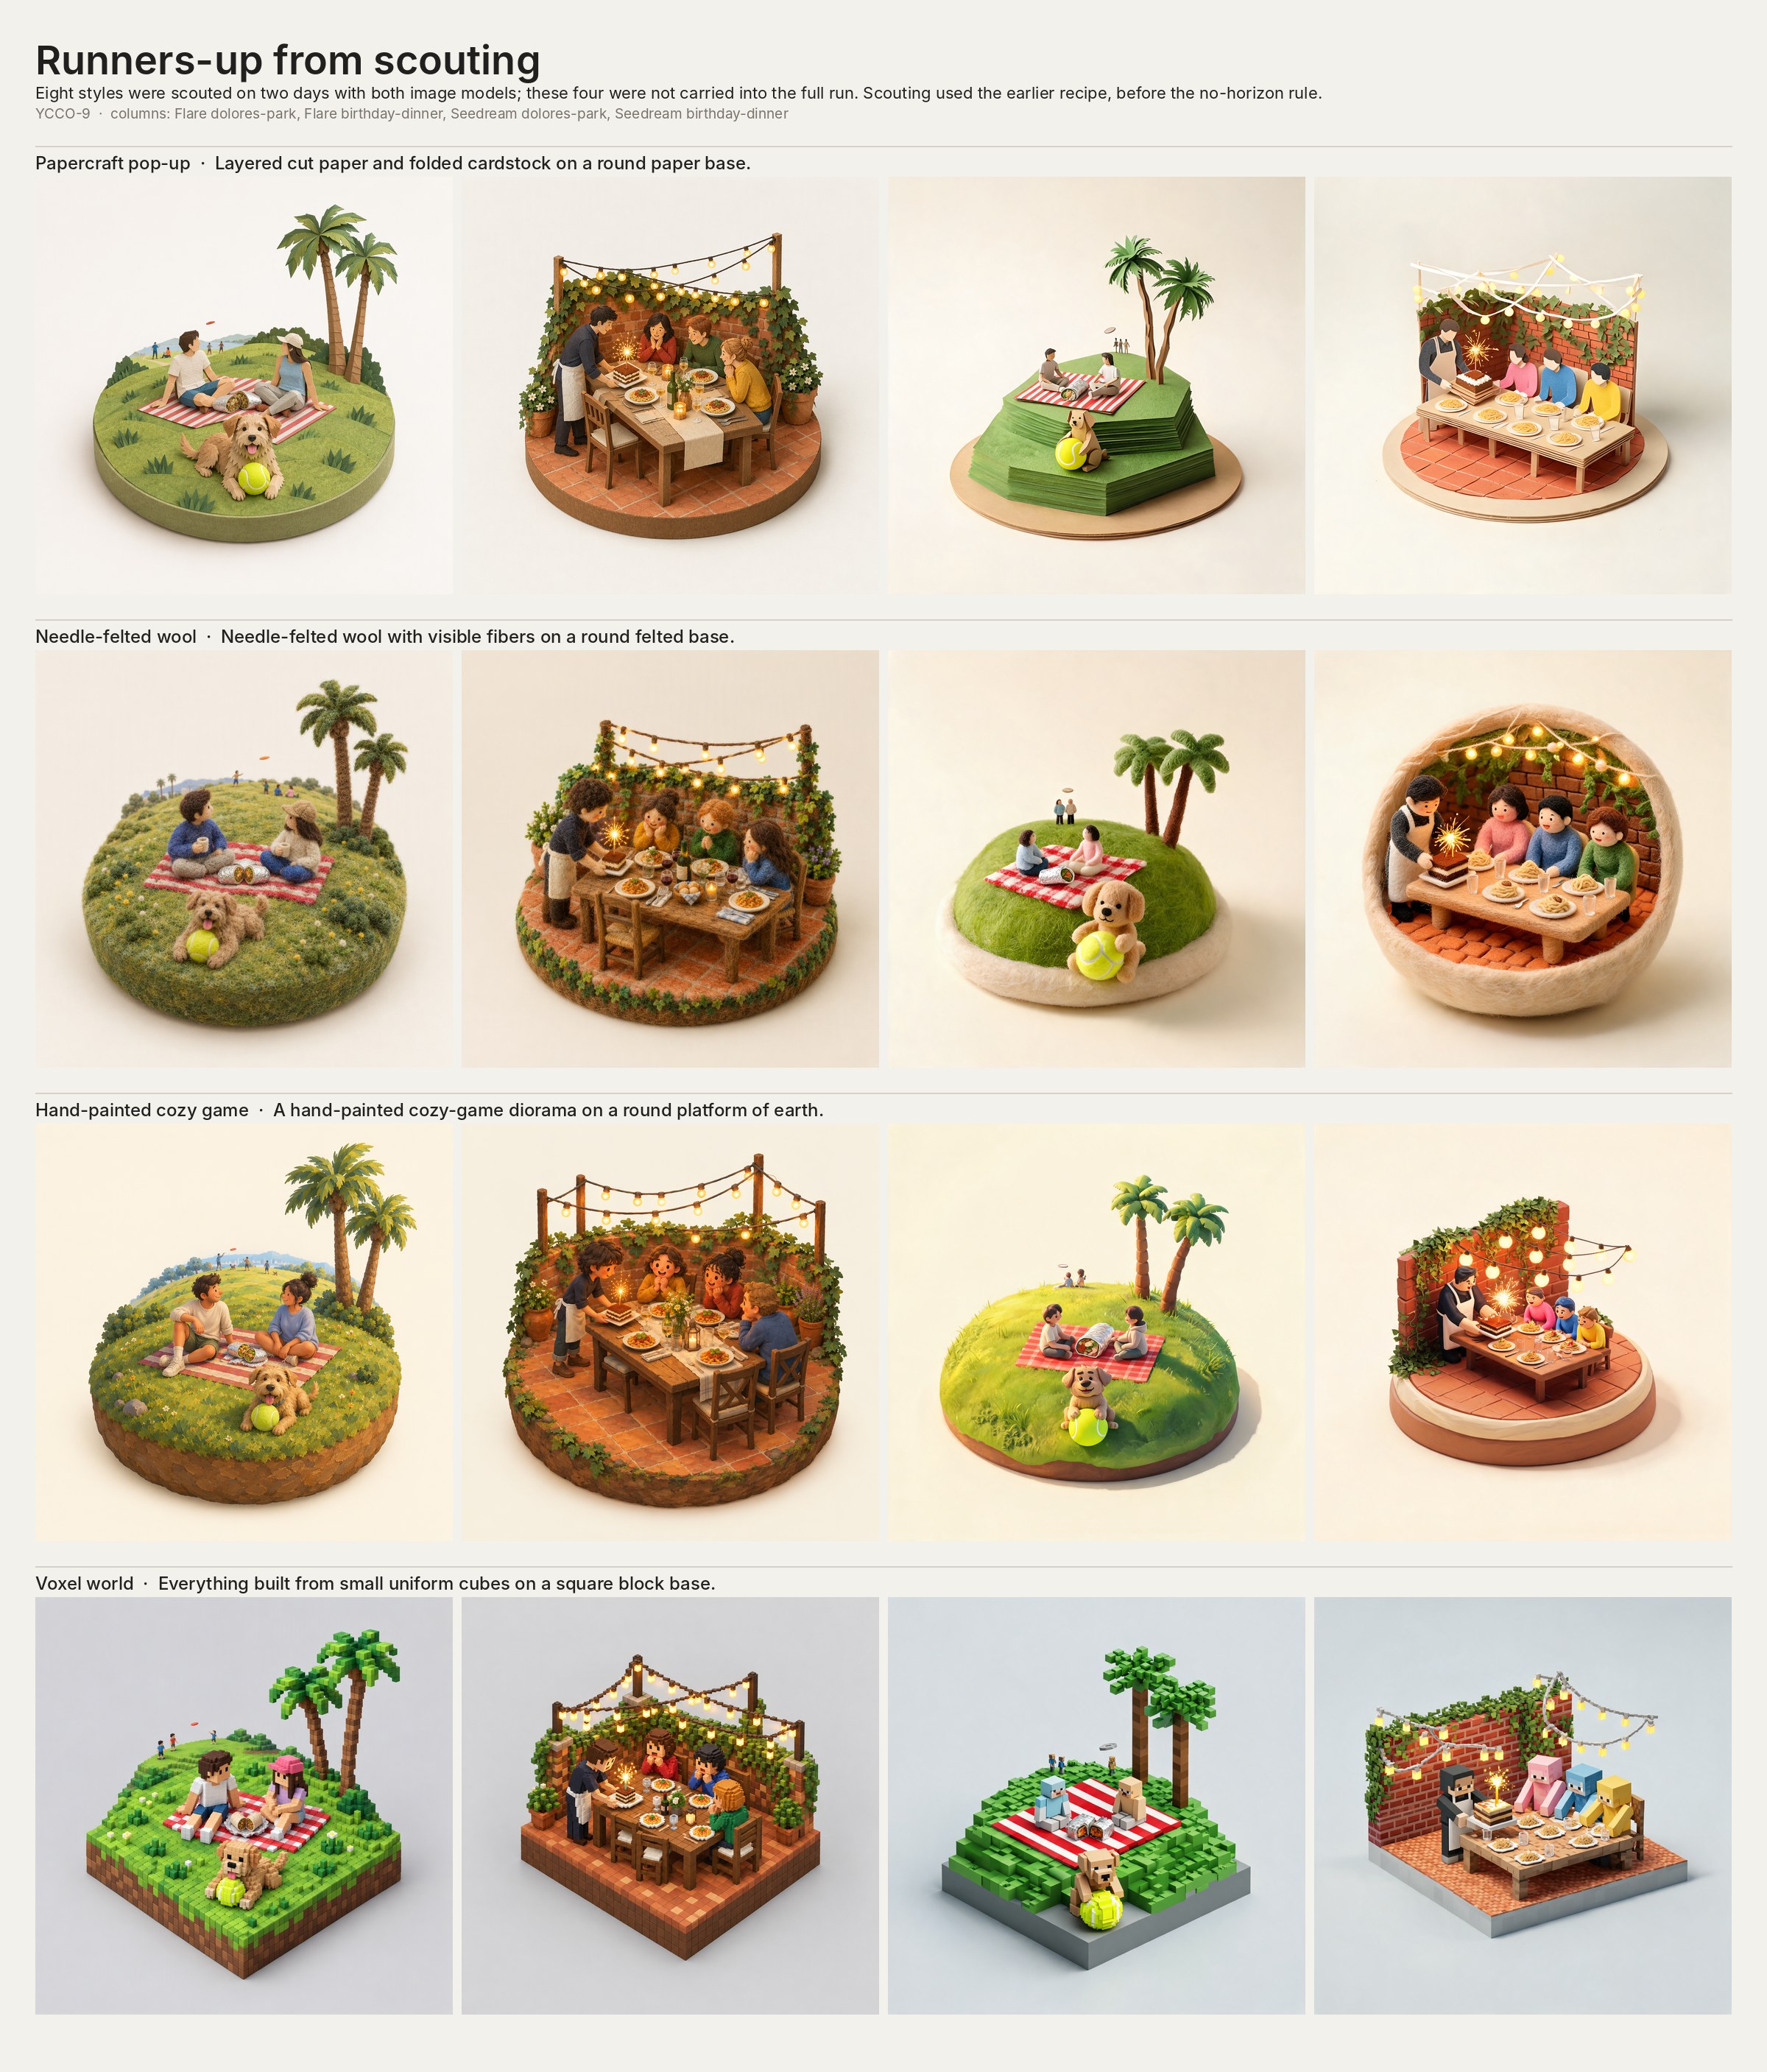 Runners-up from scouting
Eight styles were scouted on two days with both image models; these four were not carried into the full run. Scouting used the earlier recipe, before the no-horizon rule.
YCCO-9 · columns: Flare dolores-park, Flare birthday-dinner, Seedream dolores-park, Seedream birthday-dinner
Papercraft pop-up · Layered cut paper and folded cardstock on a round paper base.
Needle-felted wool · Needle-felted wool with visible fibers on a round felted base.
Hand-painted cozy game · A hand-painted cozy-game diorama on a round platform of earth.
Voxel world · Everything built from small uniform cubes on a square block base.